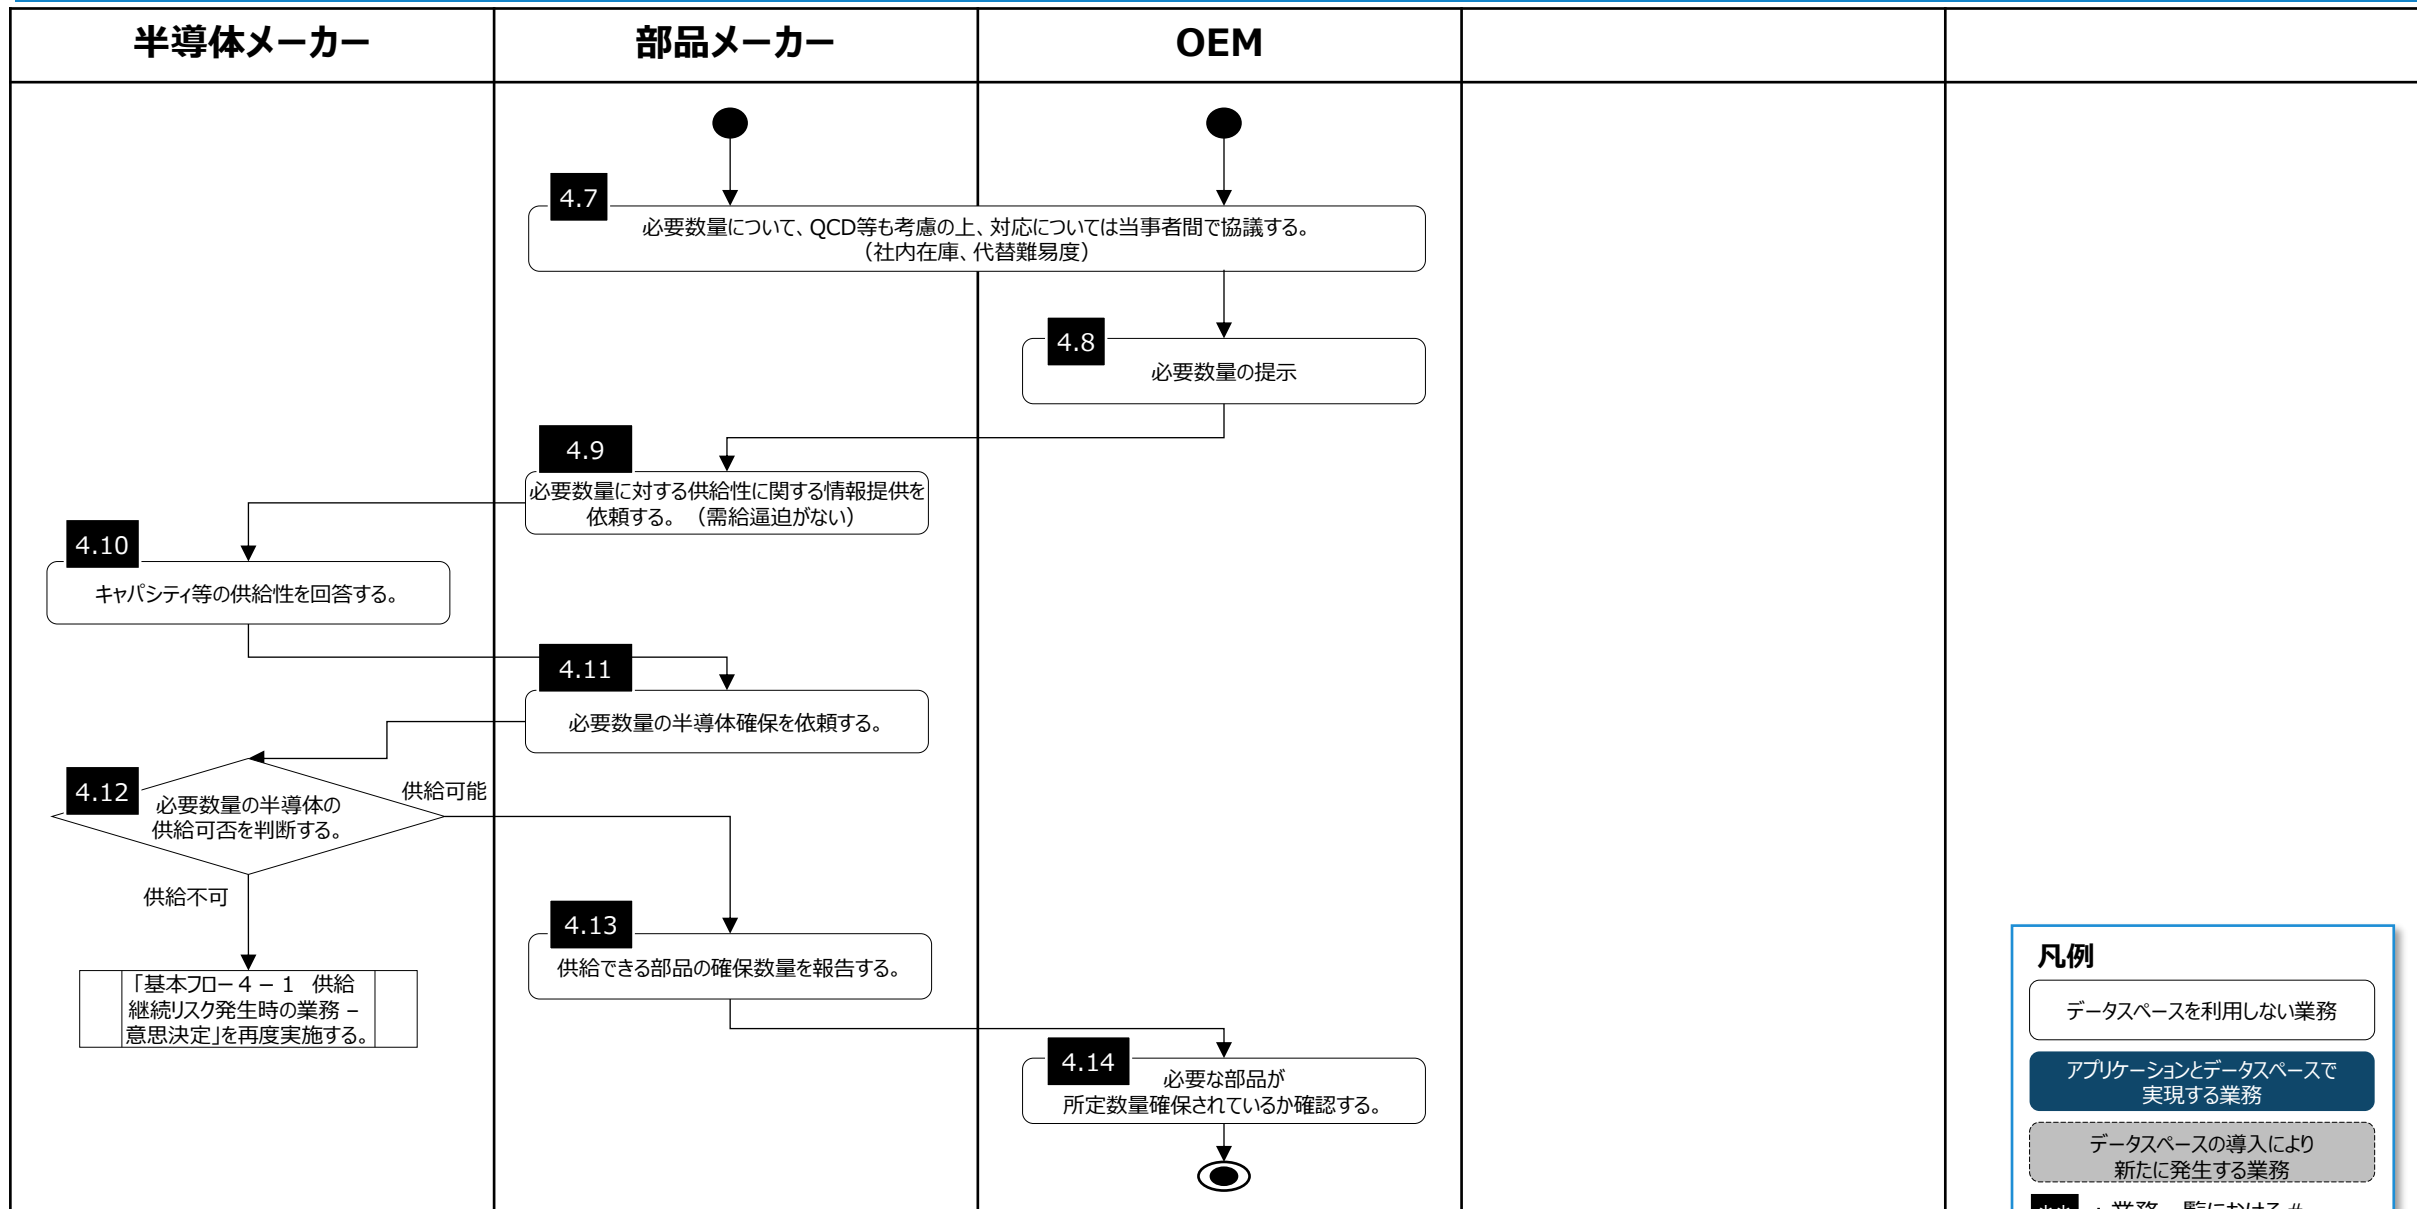 半導体メーカー
部品メーカー
OEM
4.7
必要数量について、QCD等も考慮の上、対応については当事者間で協議する。
（社内在庫、代替難易度）
4.8
必要数量の提示
4.9
必要数量に対する供給性に関する情報提供を
依頼する。（需給逼迫がない）
4.10
キャパシティ等の供給性を回答する。
4.11
必要数量の半導体確保を依頼する。
4.12
必要数量の半導体の
供給可否を判断する。
供給可能
供給不可
「基本フロー４－１ 供給
継続リスク発生時の業務 –
意思決定」を再度実施する。
4.13
供給できる部品の確保数量を報告する。
4.14
必要な部品が
所定数量確保されているか確認する。
凡例
データスペースを利用しない業務
アプリケーションとデータスペースで
実現する業務
データスペースの導入により
新たに発生する業務
：業務一覧における#